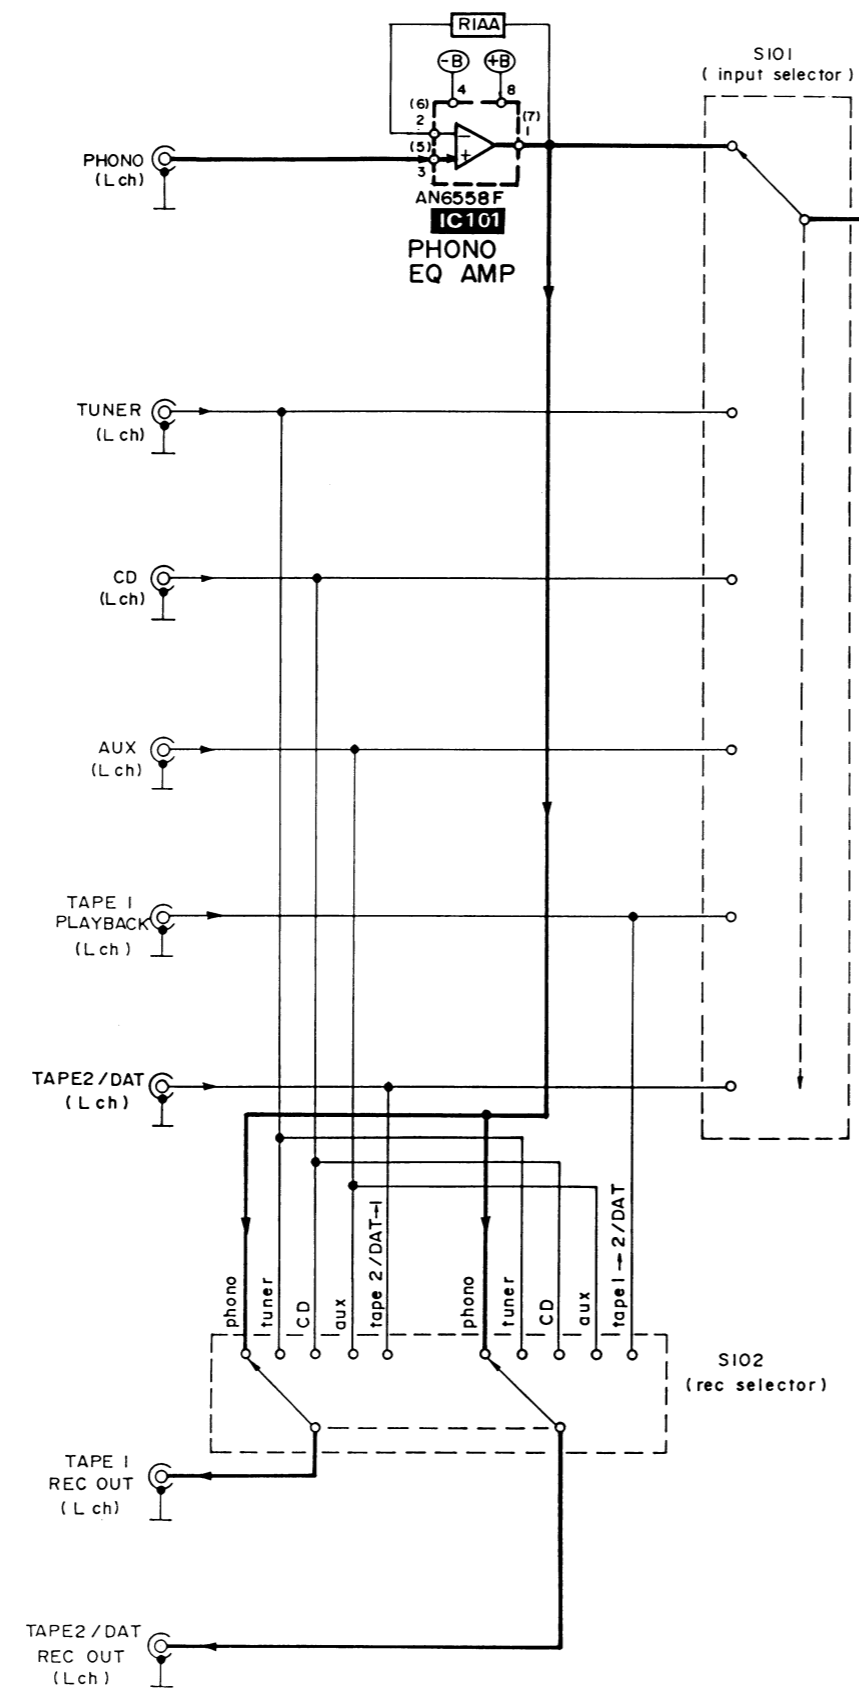 RIAA
S101
( input selector)
-B
+B
4
8
(6)
2
(7)
1
(5)
3
-
+
PHONO
(Lch)
AN6558F
IC101
PHONO
EQ AMP
TUNER
(Lch)
CD
(Lch)
AUX
(Lch)
TAPE 1
PLAYBACK
(Lch)
TAPE2/DAT
(Lch)
phono
tuner
CD
aux
tape 2/DAT→1
phono
tuner
CD
aux
tape1→2/DAT
S102
(rec selector)
TAPE 1
REC OUT
(Lch)
TAPE2/DAT
REC OUT
(Lch)